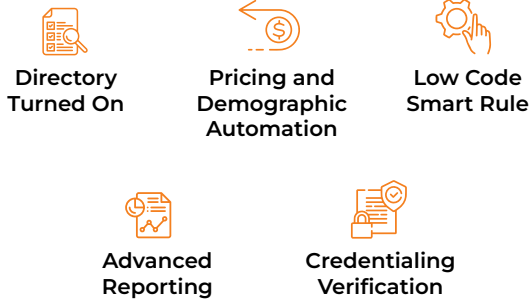 Directory
Turned On
Pricing and
Demographic
Automation
Low Code
Smart Rule
Advanced
Reporting
Credentialing
Verification